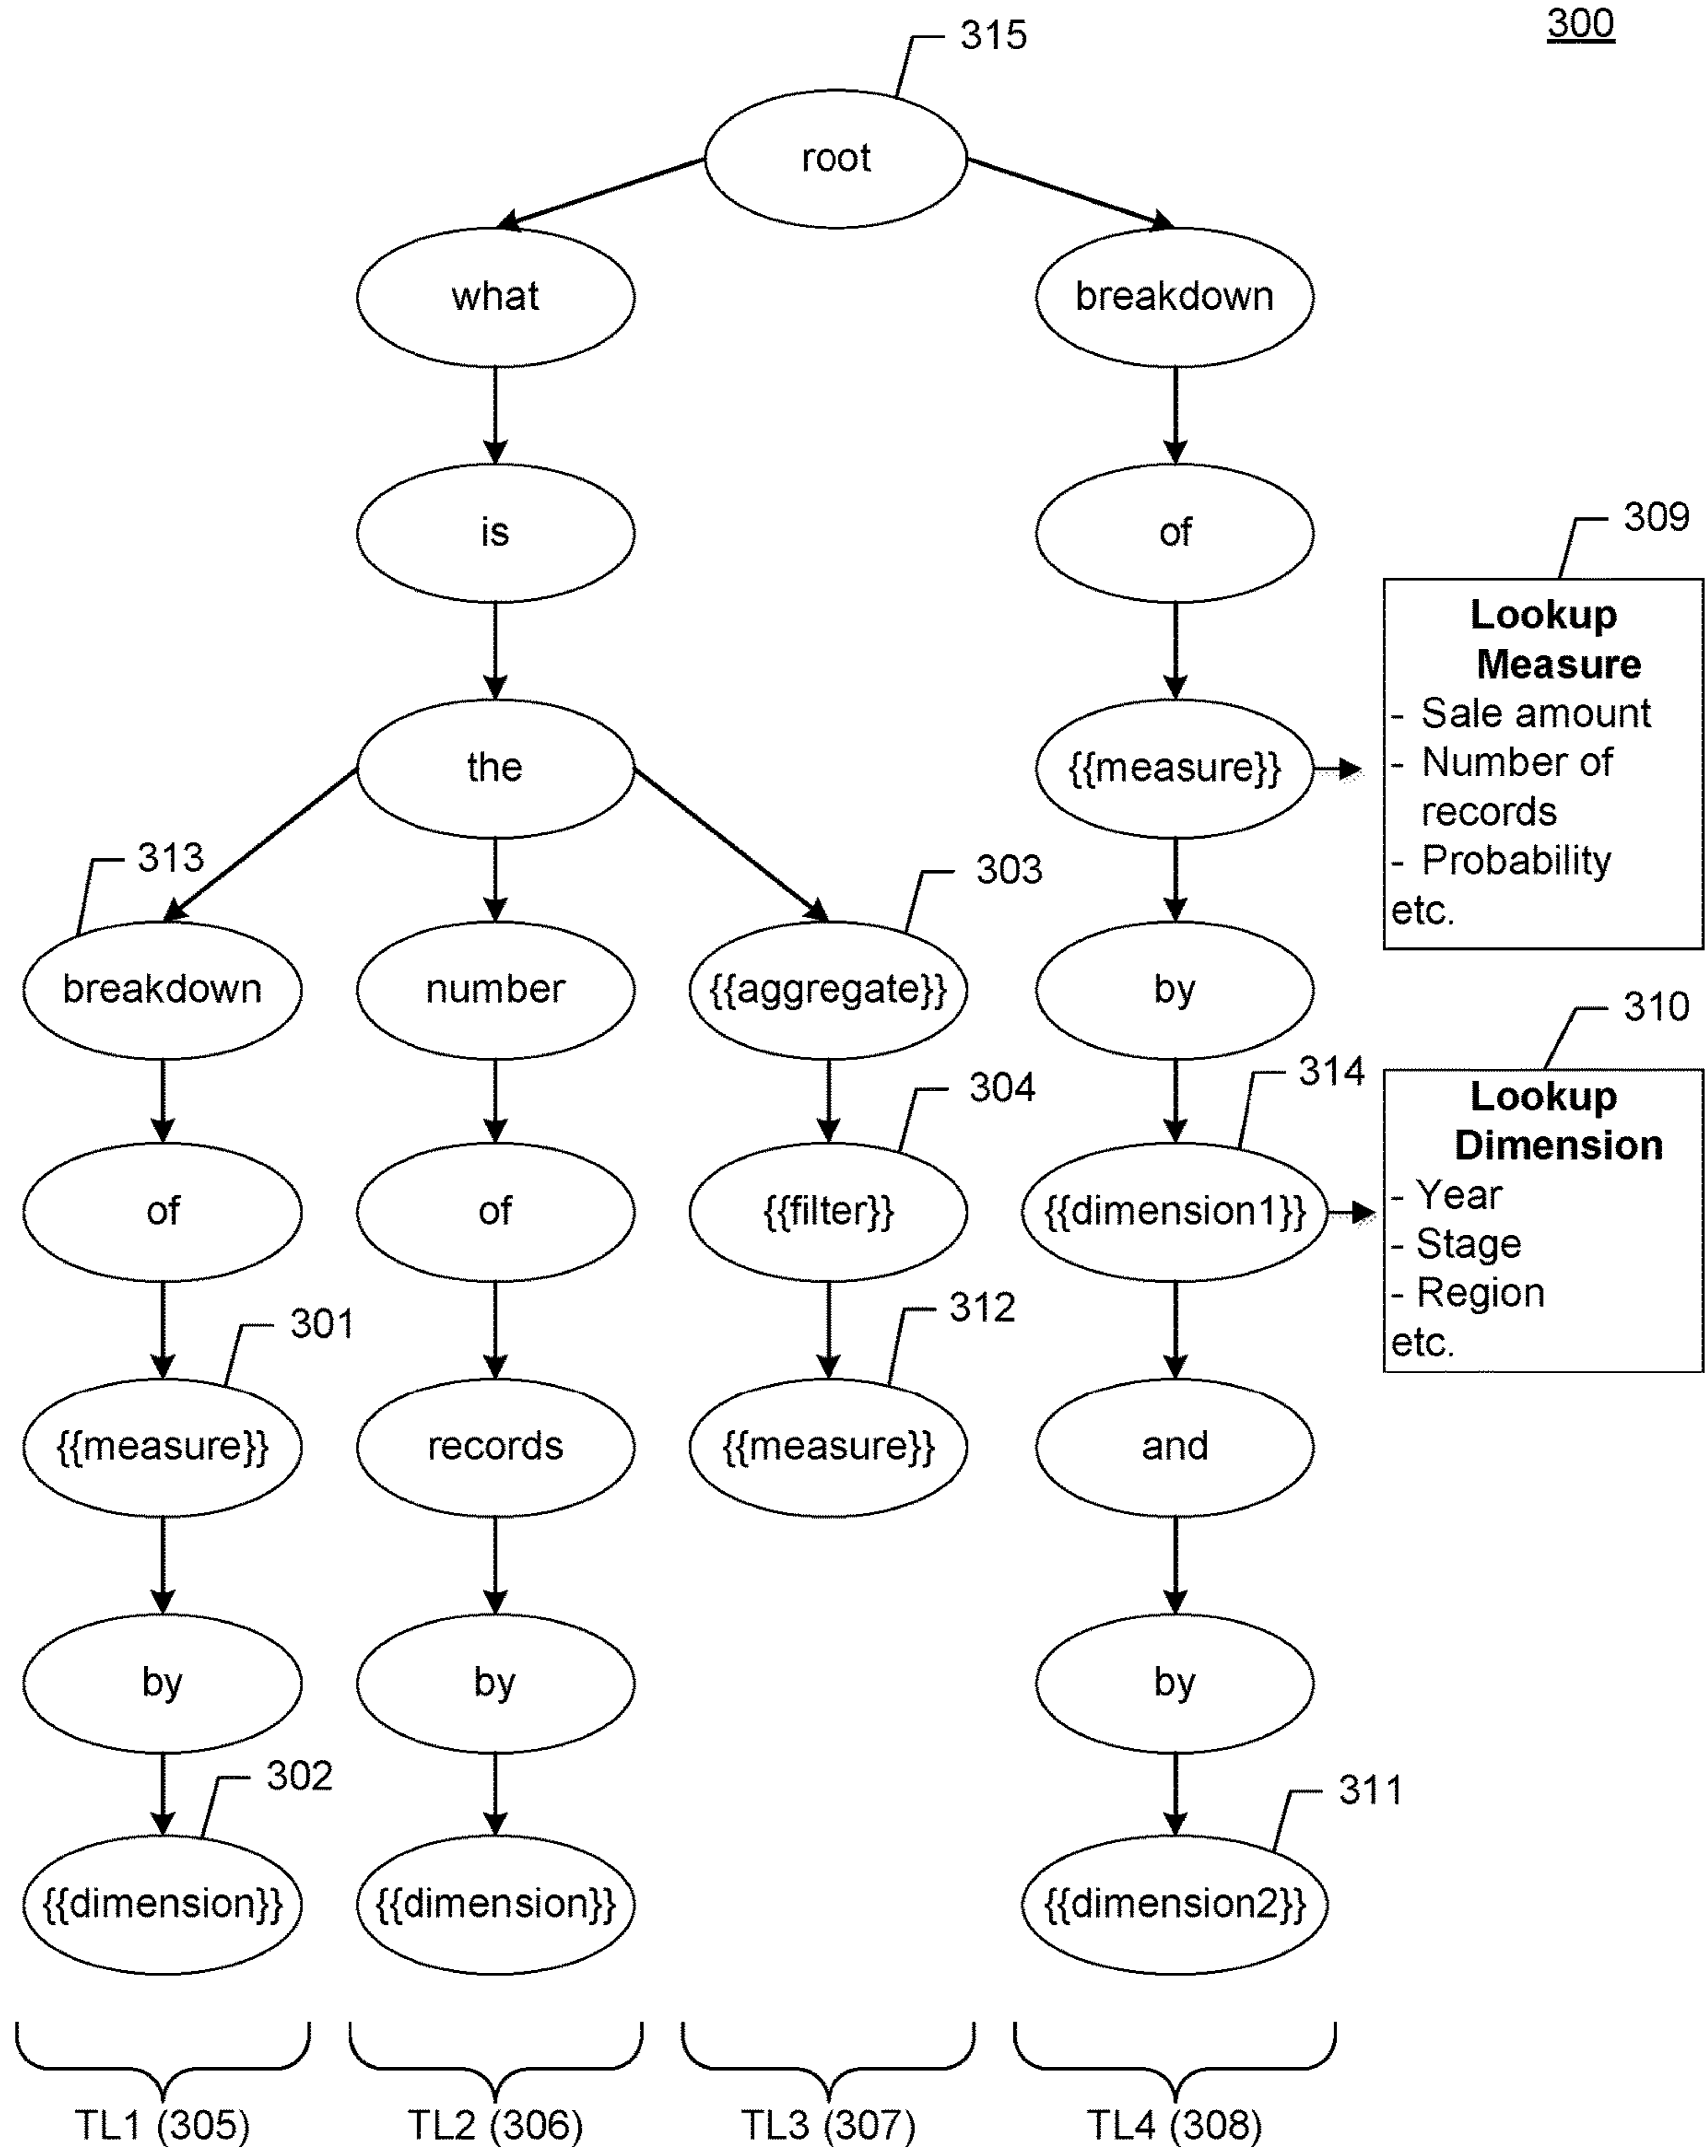 300
315
root
what
breakdown
is
of
309
Lookup
Measure
- Sale amount
- Number of
records
- Probability
etc.
the
{{measure}}
313
303
breakdown
number
{{aggregate}}
by
310
Lookup
Dimension
- Year
- Stage
- Region
etc.
304
314
of
of
{{filter}}
{{dimension1}}
301
312
{{measure}}
records
{{measure}}
and
by
by
by
302
311
{{dimension}}
{{dimension}}
{{dimension2}}
TL1 (305)
TL2 (306)
TL3 (307)
TL4 (308)